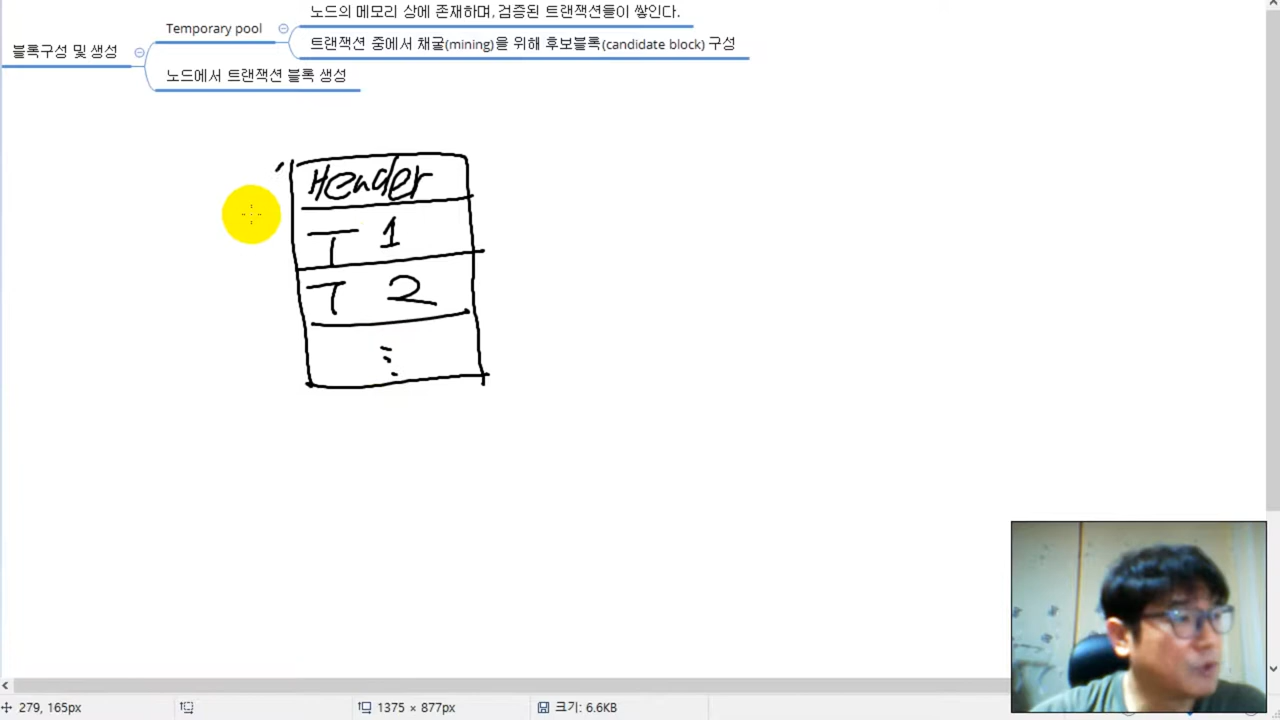 노드의 메모리 상에 존재하며, 검증된 트랜잭션들이 쌓인다.
Temporary pool
트랜잭션 중에서 채굴(mining)을 위해 후보블록(candidate block) 구성
블록구성 및 생성
노드에서 트랜잭션 블록 생성
Header
T 1
T 2
⋮
279, 165px
1375 × 877px
크기: 6.6KB